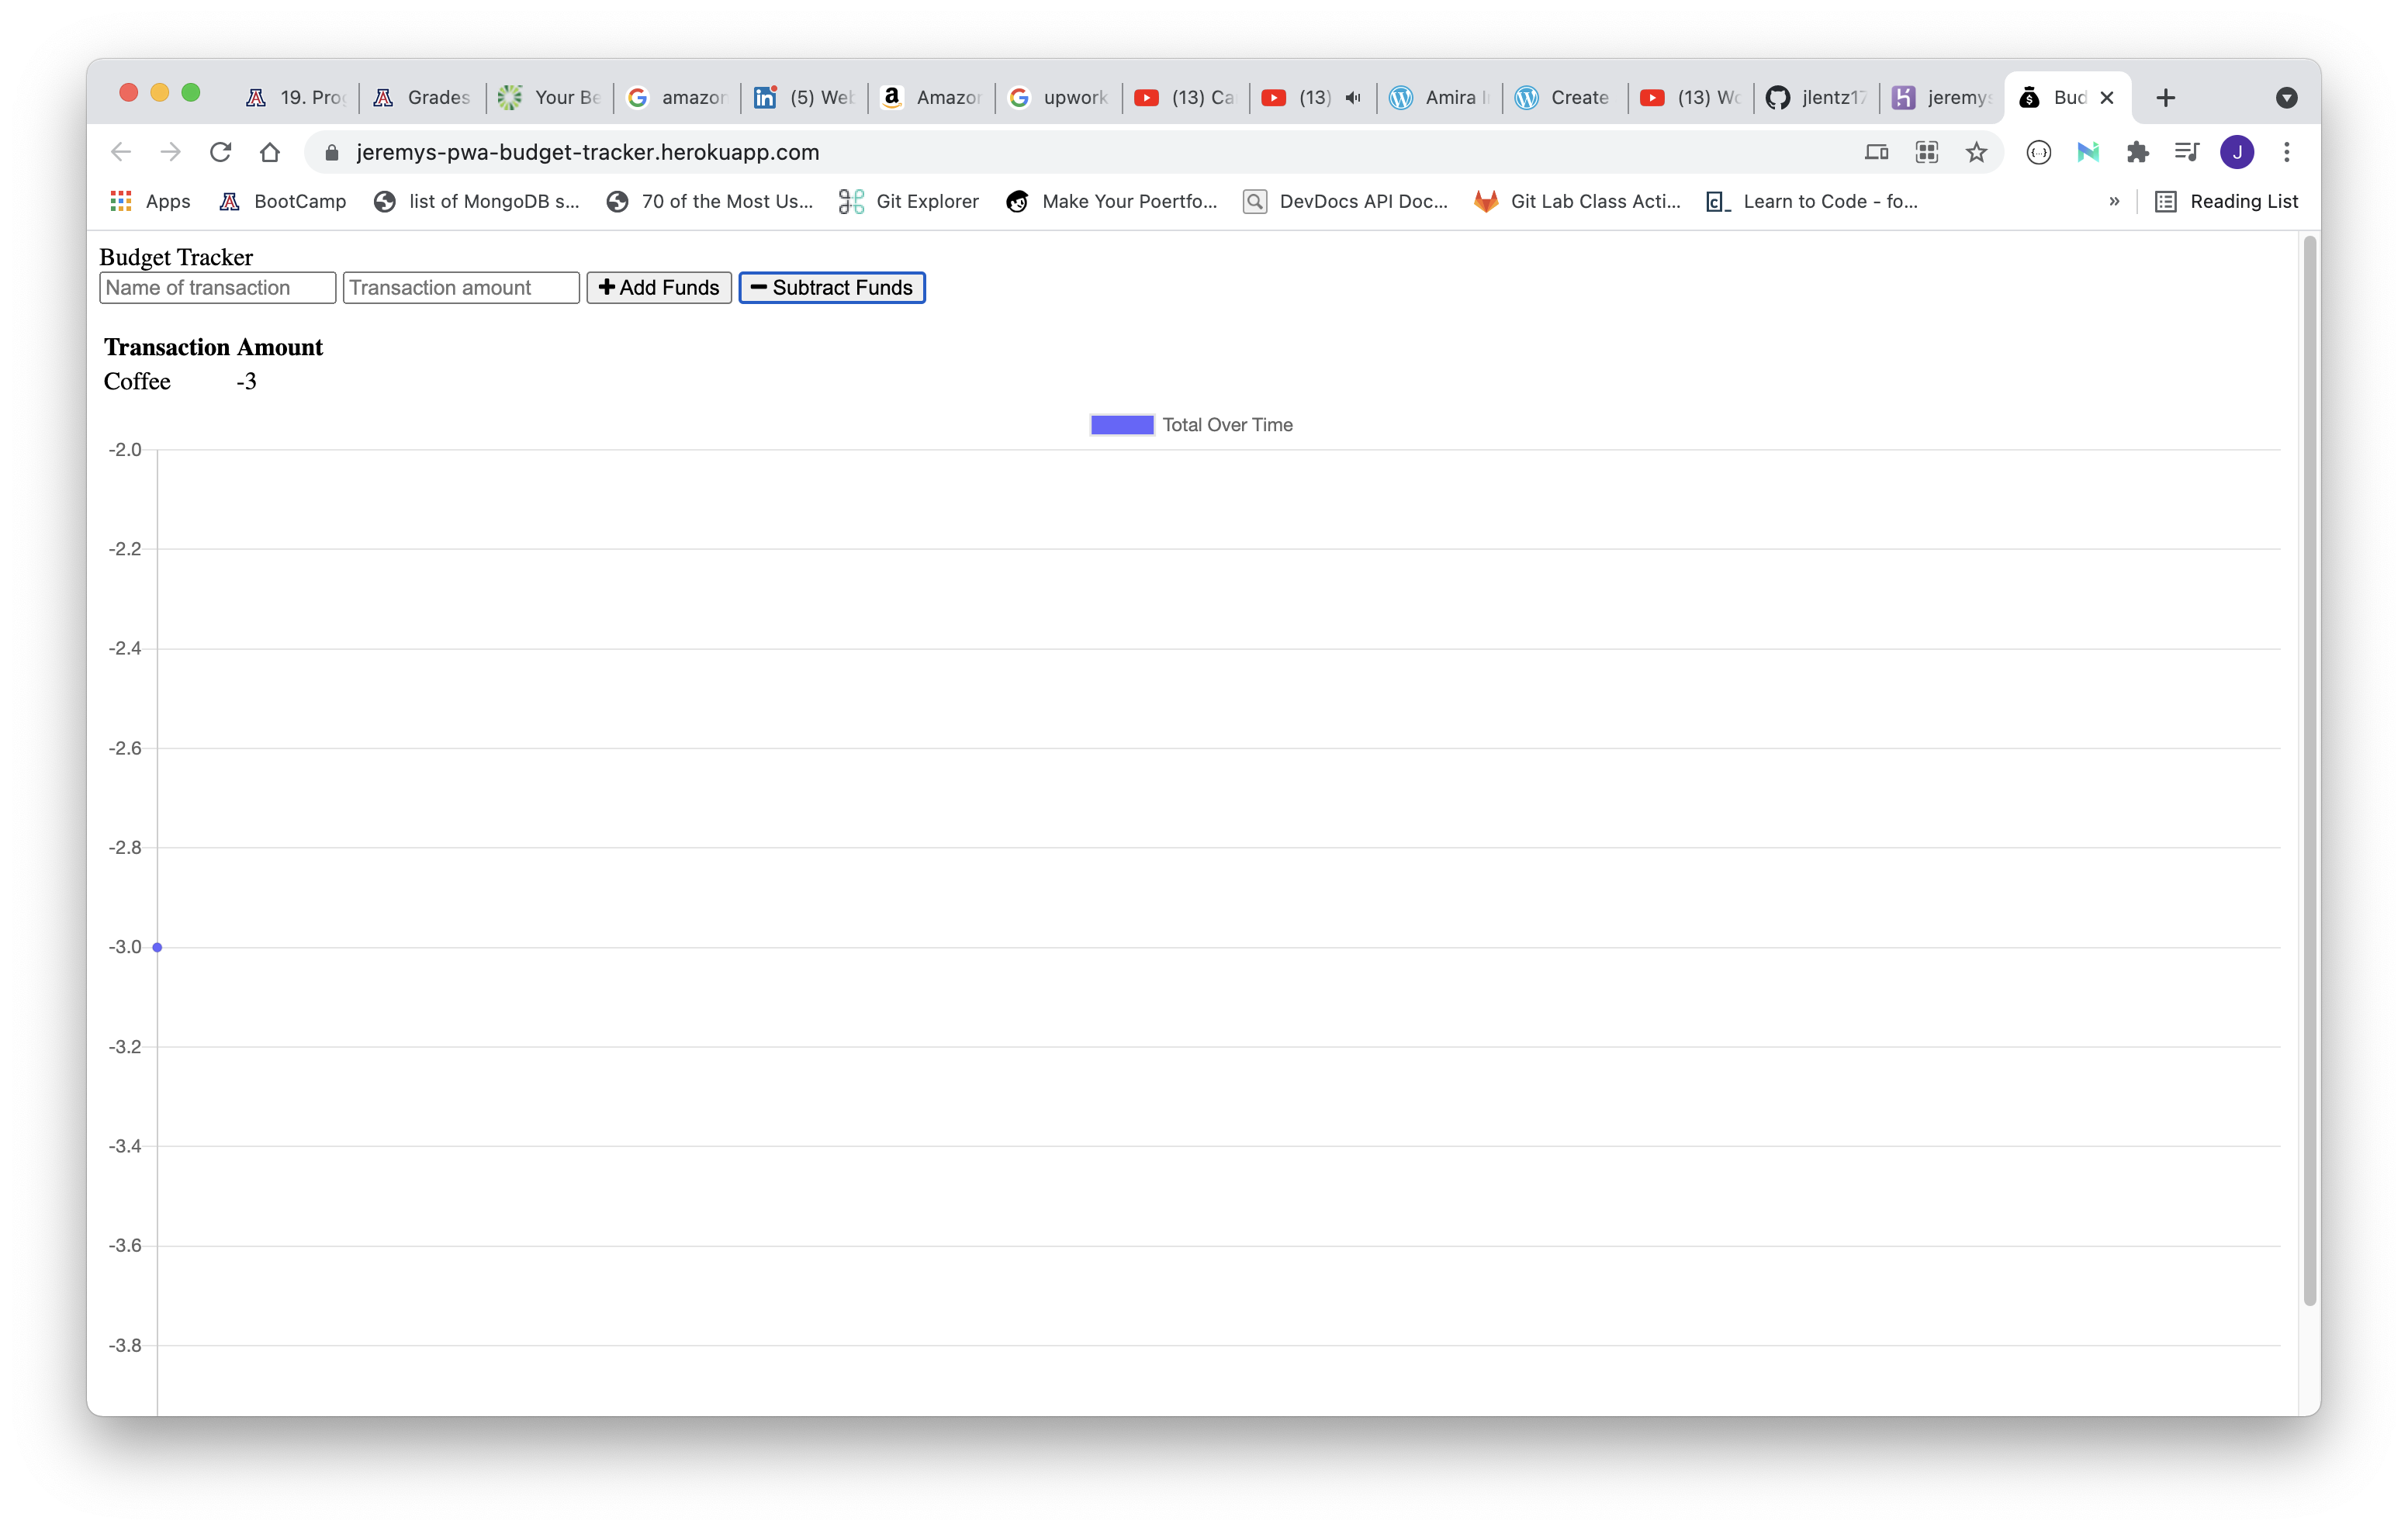 19. Pro Grades Your Be amazon (5) Web Amazon upwork (13) Ca (13) Amira I Create (13) Wo jlentz17 jeremys Bud
jeremys-pwa-budget-tracker.herokuapp.com J
Apps BootCamp list of MongoDB s... 70 of the Most Us... Git Explorer Make Your Poertfo... DevDocs API Doc... Git Lab Class Acti... Learn to Code - fo... » Reading List
Budget Tracker
Name of transaction Transaction amount Add Funds Subtract Funds
Transaction Amount
Coffee -3
Total Over Time
-2.0
-2.2
-2.4
-2.6
-2.8
-3.0
-3.2
-3.4
-3.6
-3.8